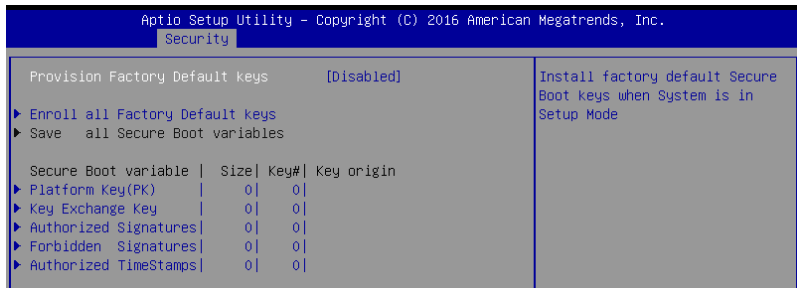 Aptio Setup Utility – Copyright (C) 2016 American Megatrends, Inc.
Security
Provision Factory Default keys [Disabled]
Install factory default Secure
Boot keys when System is in
Setup Mode
▶ Enroll all Factory Default keys
▶ Save all Secure Boot variables
Secure Boot variable | Size| Key#| Key origin
▶ Platform Key(PK) | 0| 0|
▶ Key Exchange Key | 0| 0|
▶ Authorized Signatures| 0| 0|
▶ Forbidden Signatures| 0| 0|
▶ Authorized TimeStamps| 0| 0|